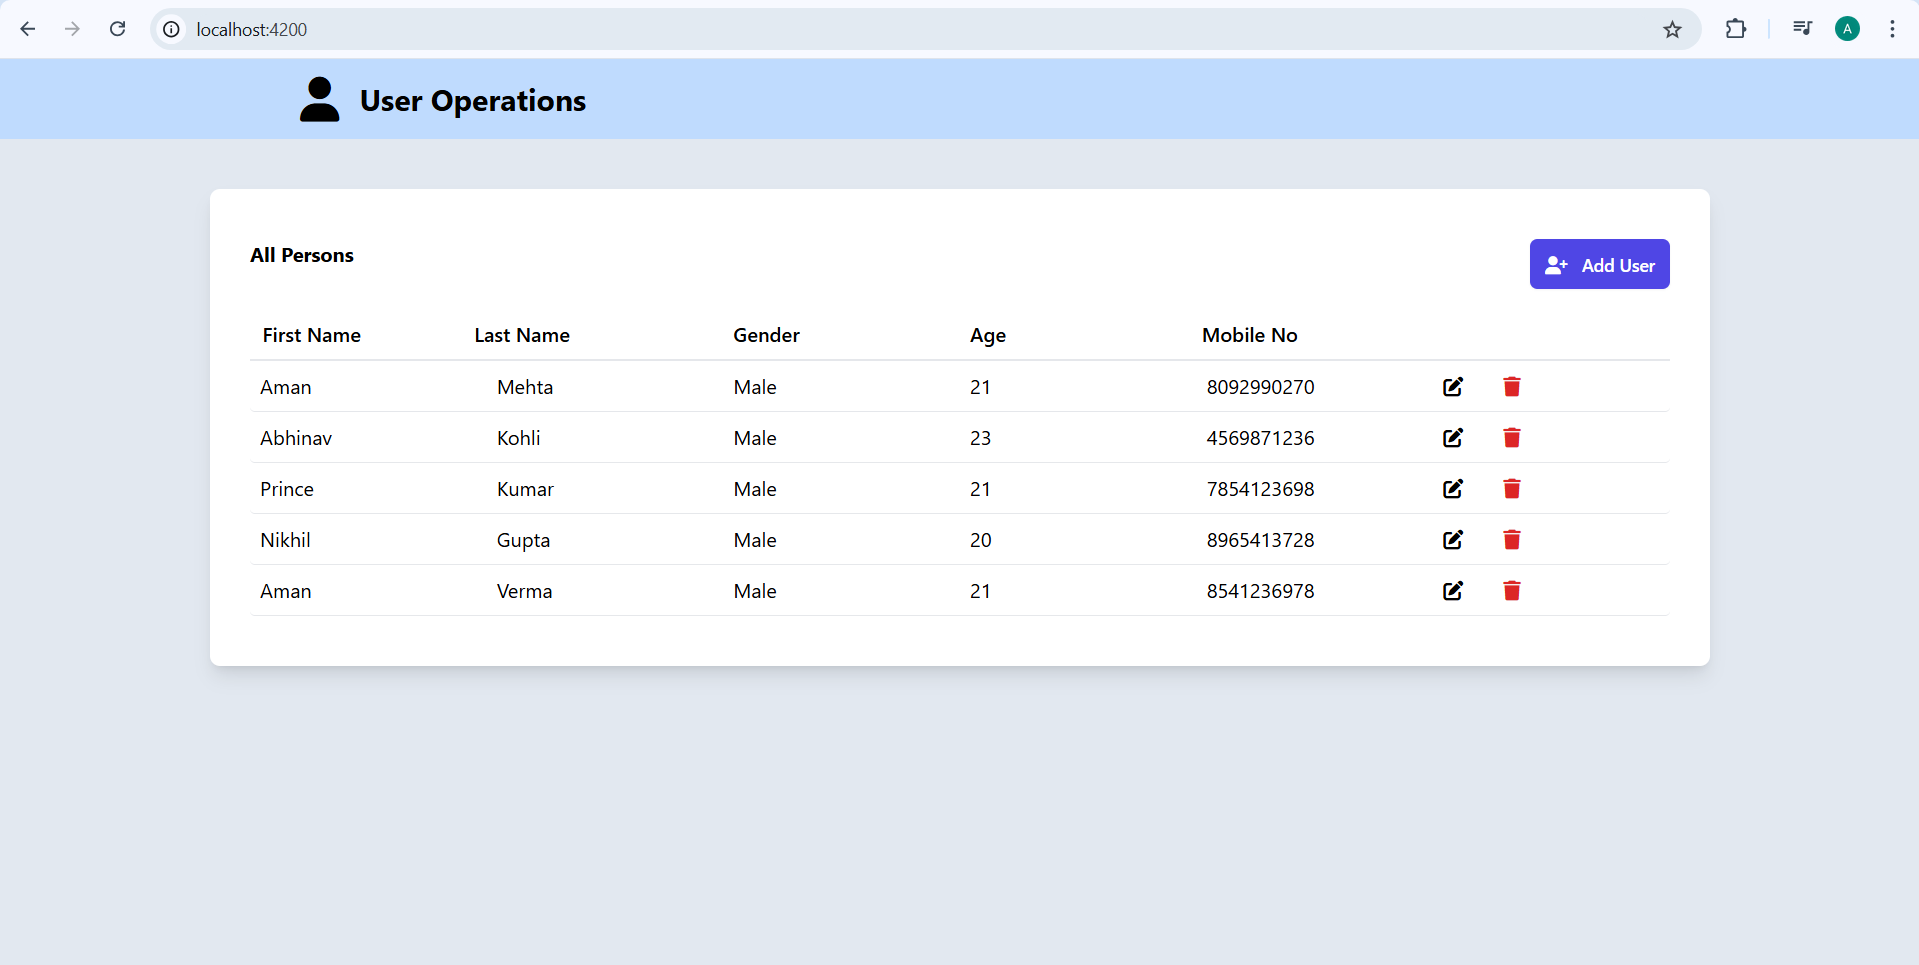 localhost:4200
A
User Operations
All Persons
Add User
First Name Last Name Gender Age Mobile No
Aman Mehta Male 21 8092990270
Abhinav Kohli Male 23 4569871236
Prince Kumar Male 21 7854123698
Nikhil Gupta Male 20 8965413728
Aman Verma Male 21 8541236978